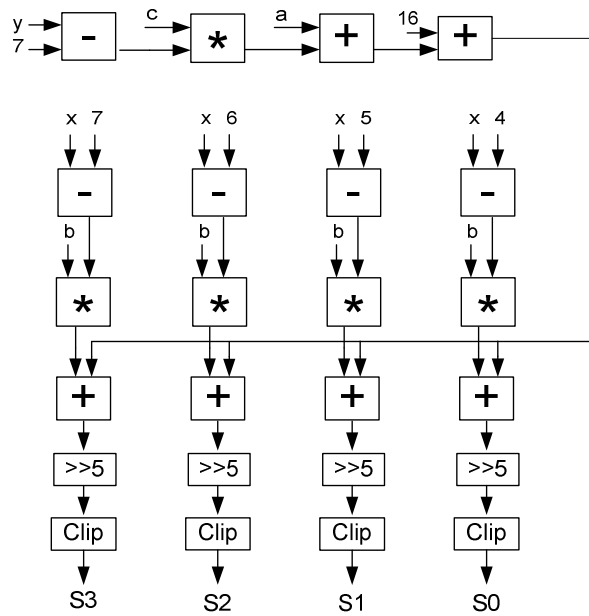 y c a 16
7 - * + +
x 7 x 6 x 5 x 4
- - - -
b b b b
* * * *
+ + + +
>>5 >>5 >>5 >>5
Clip Clip Clip Clip
S3 S2 S1 S0